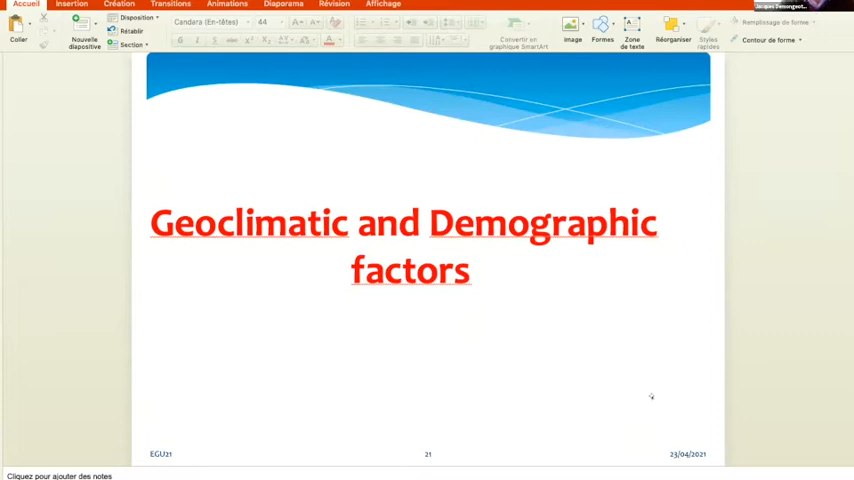 Accueil Insertion Création Transitions Animations Diaporama Révision Affichage
Coller
Nouvelle diapositive
Disposition
Rétablir
Section
Candara (En-têtes) 44
Convertir en graphique SmartArt
Image
Formes
Zone de texte
Réorganiser
Styles rapides
Remplissage de forme
Contour de forme
Geoclimatic and Demographic
factors
EGU21 21 23/04/2021
Cliquez pour ajouter des notes